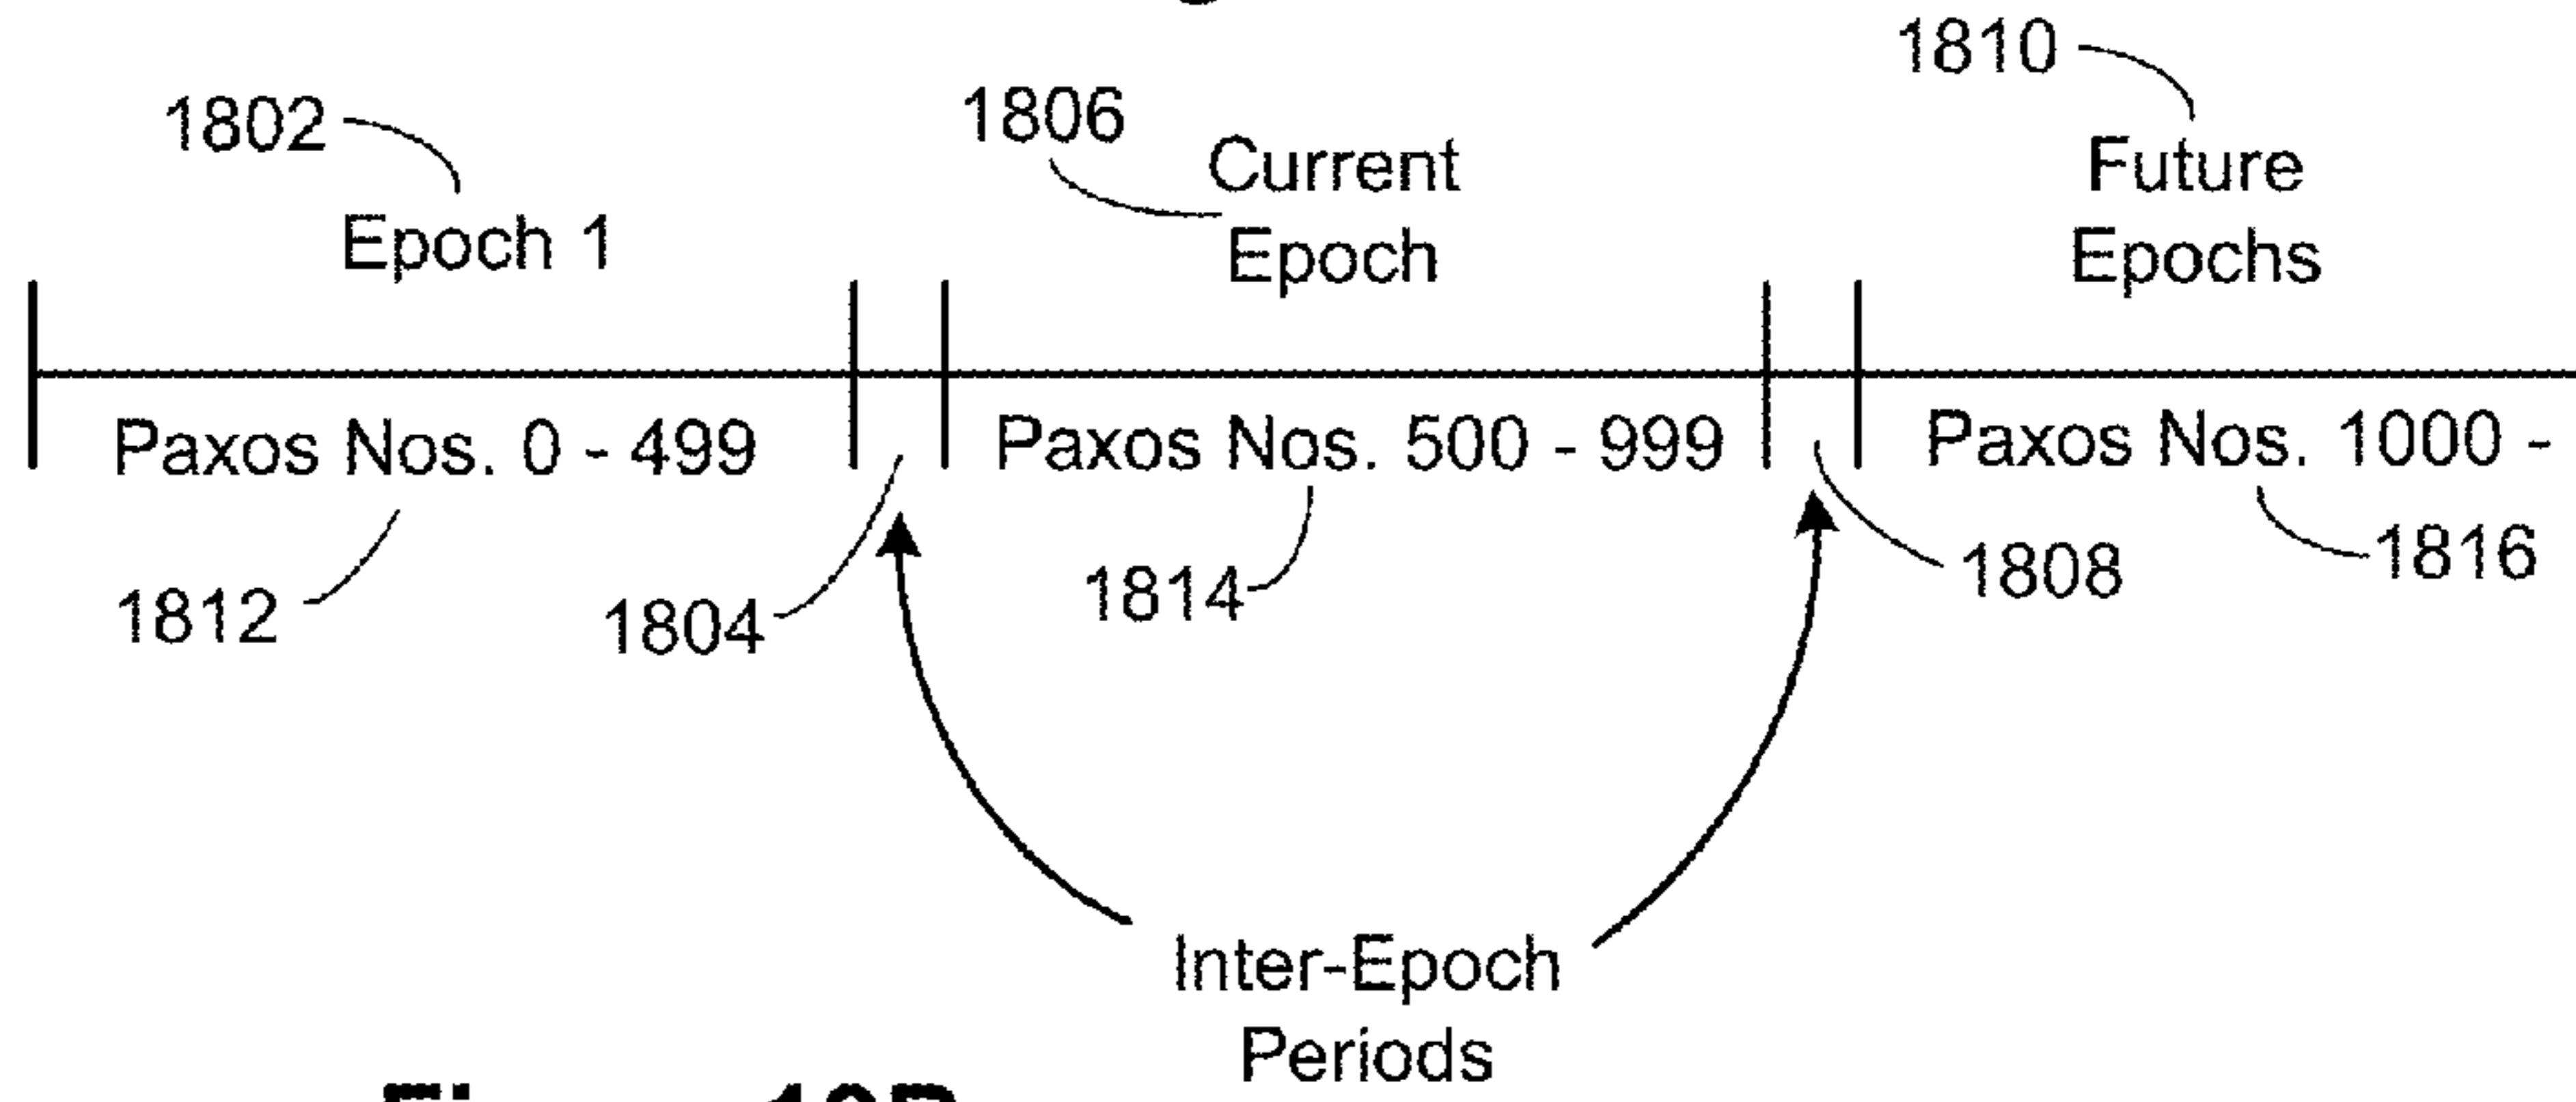 1810
1802
1806
Current
Future
Epoch 1
Epoch
Epochs
Paxos Nos. 0 - 499
Paxos Nos. 500 - 999
Paxos Nos. 1000 -
1812
1804
1814
1808
1816
Inter-Epoch
Periods